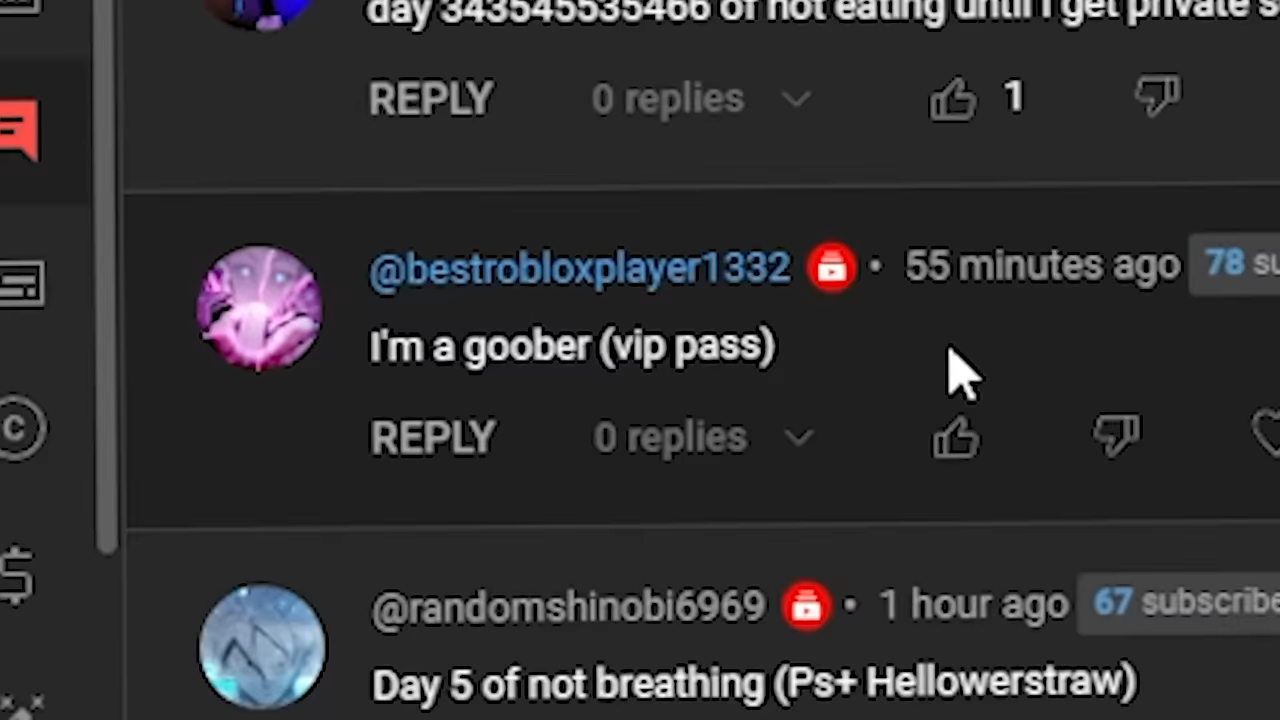 day 343545535466 of not eating until i get private s
REPLY 0 replies 1
@bestrobloxplayer1332 • 55 minutes ago 78 su
I'm a goober (vip pass)
REPLY 0 replies
C
$
@randomshinobi6969 • 1 hour ago 67 subscribe
Day 5 of not breathing (Ps+ Hellowerstraw)